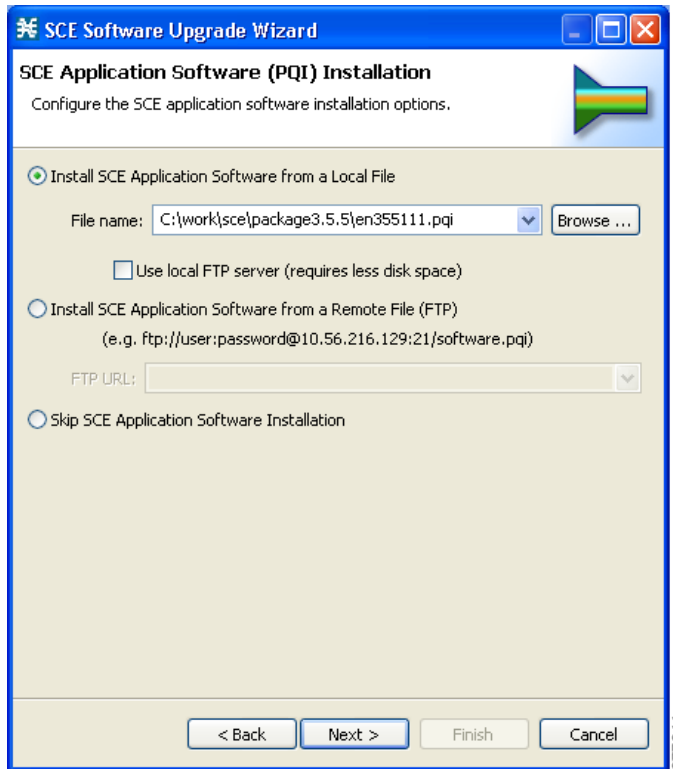 SCE Software Upgrade Wizard
SCE Application Software (PQI) Installation
Configure the SCE application software installation options.
Install SCE Application Software from a Local File
File name: C:\work\sce\package3.5.5\en355111.pqi Browse ...
Use local FTP server (requires less disk space)
Install SCE Application Software from a Remote File (FTP)
(e.g. ftp://user:password@10.56.216.129:21/software.pqi)
FTP URL:
Skip SCE Application Software Installation
< Back Next > Finish Cancel